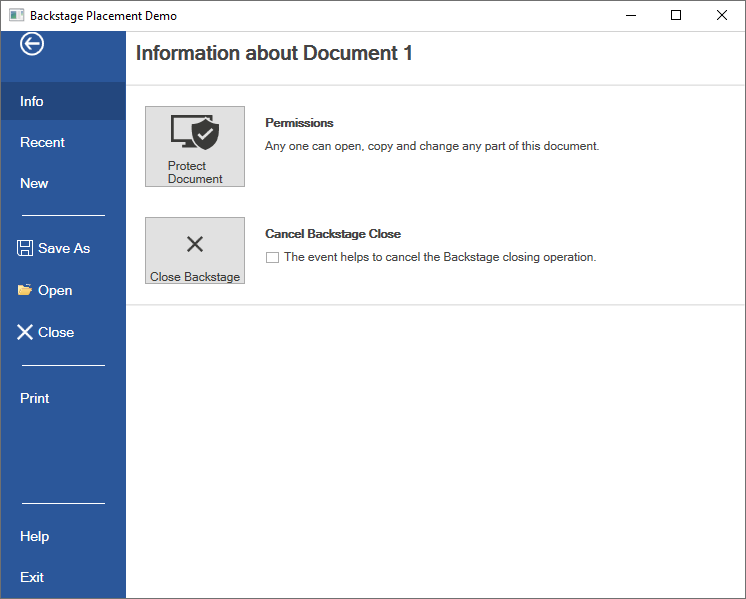 Backstage Placement Demo
Information about Document 1
Info
Recent
New
Save As
Open
Close
Print
Help
Exit
Protect
Document
Permissions
Any one can open, copy and change any part of this document.
Close Backstage
Cancel Backstage Close
The event helps to cancel the Backstage closing operation.